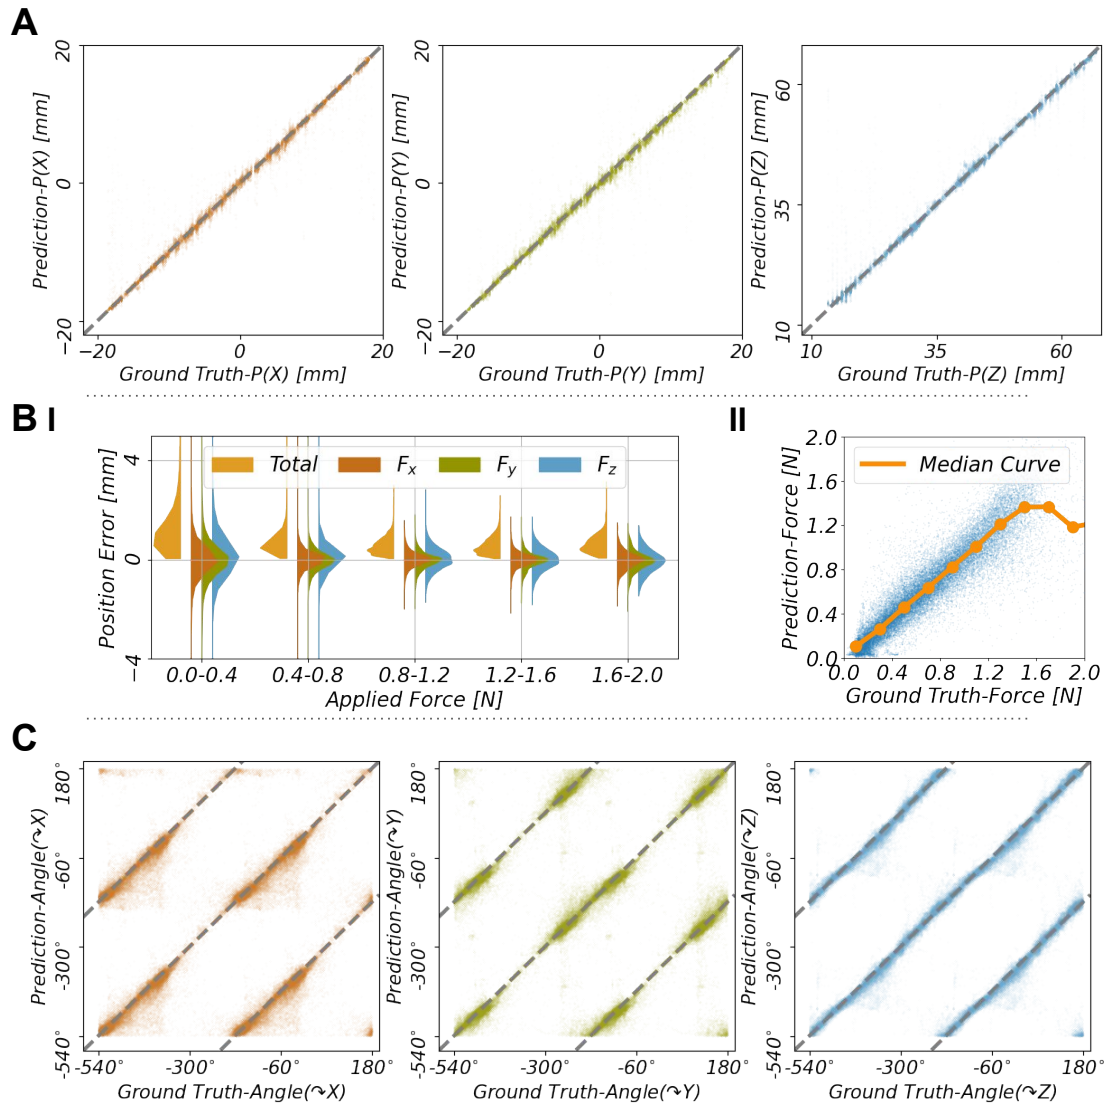 A
Prediction-P(X) [mm]
20
0
−20
−20 0 20
Ground Truth-P(X) [mm]
Prediction-P(Y) [mm]
20
0
−20
−20 0 20
Ground Truth-P(Y) [mm]
Prediction-P(Z) [mm]
60
35
10
10 35 60
Ground Truth-P(Z) [mm]
B I
Position Error [mm]
4
0
−4
Total Fx Fy Fz
0.0-0.4 0.4-0.8 0.8-1.2 1.2-1.6 1.6-2.0
Applied Force [N]
II
Prediction-Force [N]
2.0
1.6
1.2
0.8
0.4
0.0
Median Curve
0.0 0.4 0.8 1.2 1.6 2.0
Ground Truth-Force [N]
C
Prediction-Angle(↷X)
180°
-60°
-300°
-540°
-540° -300° -60° 180°
Ground Truth-Angle(↷X)
Prediction-Angle(↷Y)
180°
-60°
-300°
-540°
-540° -300° -60° 180°
Ground Truth-Angle(↷Y)
Prediction-Angle(↷Z)
180°
-60°
-300°
-540°
-540° -300° -60° 180°
Ground Truth-Angle(↷Z)